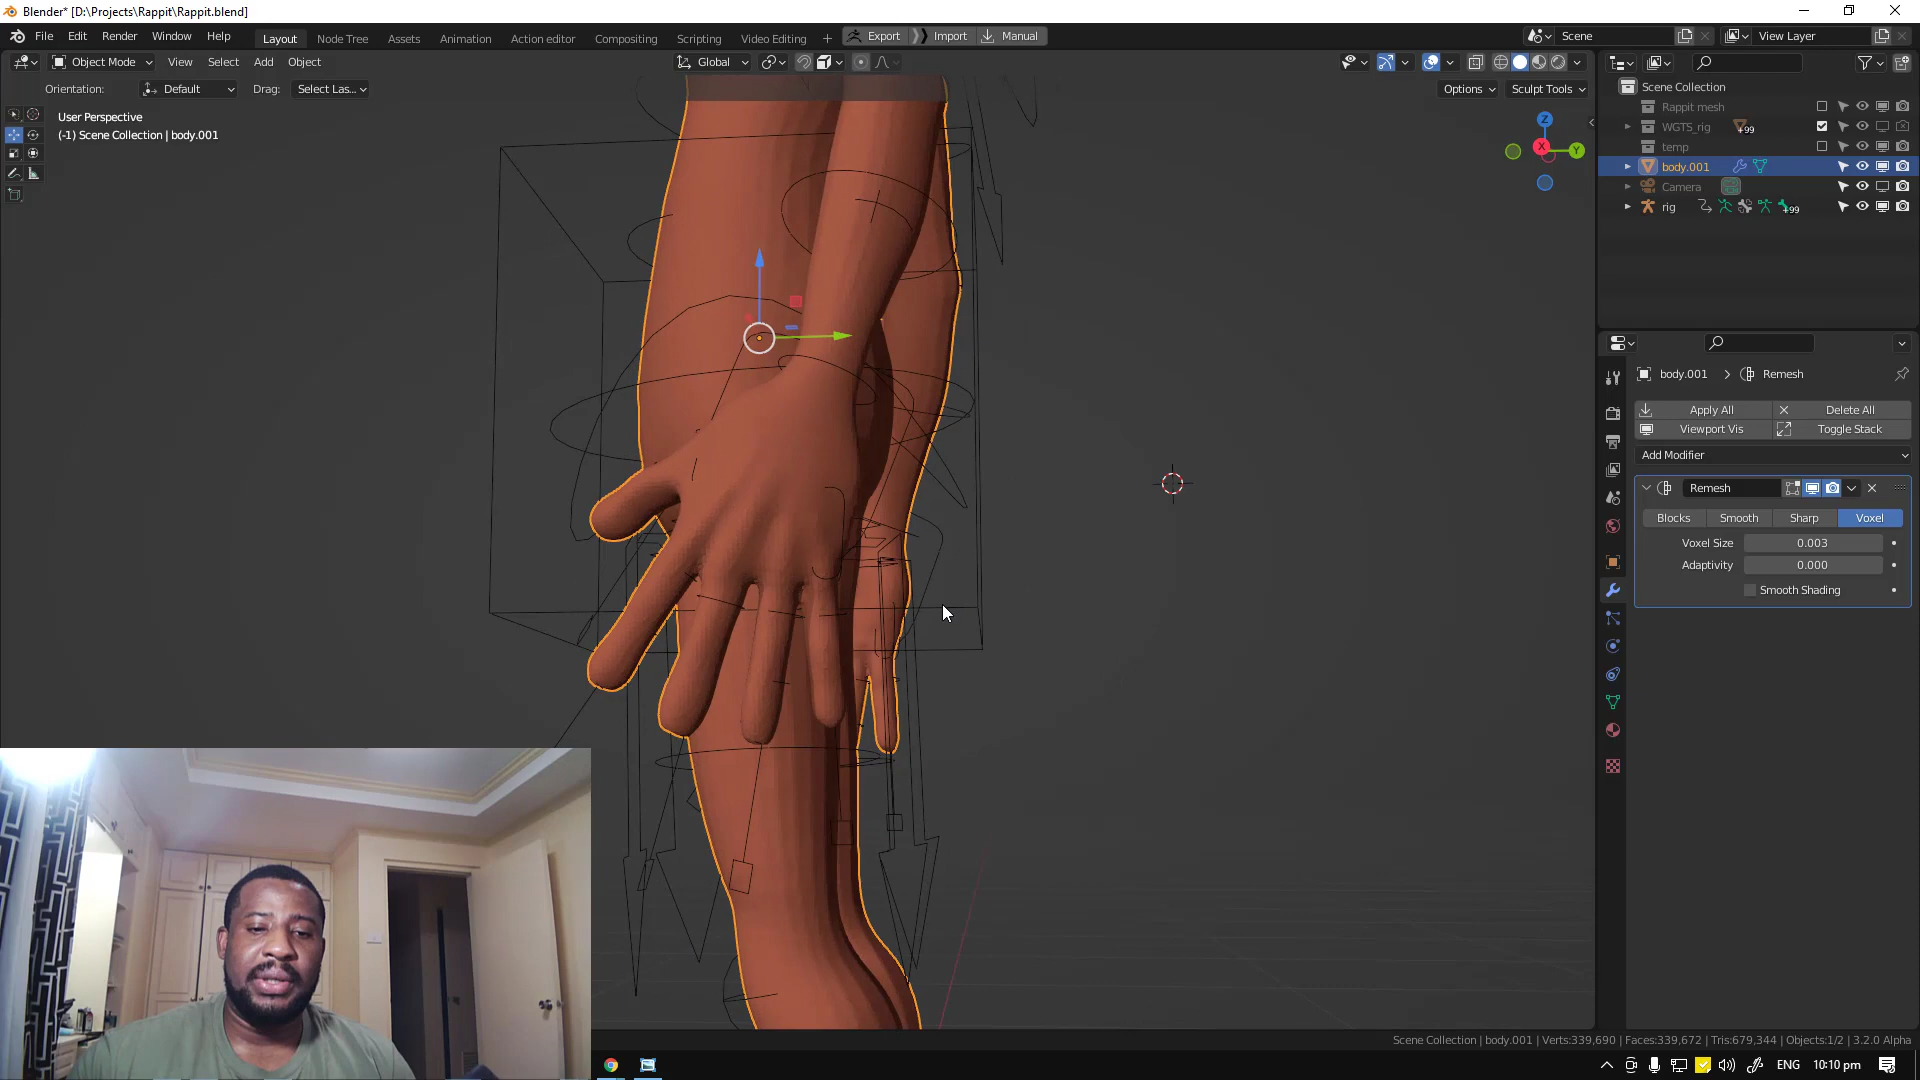 Blender* [D:\Projects\Rappit\Rappit.blend]
File Edit Render Window Help
Layout Node Tree Assets Animation Action editor Compositing Scripting Video Editing + Export Import Manual Scene View Layer
Object Mode View Select Add Object Global
Orientation: Default Drag: Select Las... Options Sculpt Tools
User Perspective
(-1) Scene Collection | body.001
Z
X Y
Scene Collection
Rappit mesh
WGTS_rig +99
temp
body.001
Camera
rig +99
body.001 > Remesh
Apply All Delete All
Viewport Vis Toggle Stack
Add Modifier
Remesh
Blocks Smooth Sharp Voxel
Voxel Size 0.003
Adaptivity 0.000
Smooth Shading
Scene Collection | body.001 | Verts:339,690 | Faces:339,672 | Tris:679,344 | Objects:1/2 | 3.2.0 Alpha
ENG 10:10 pm